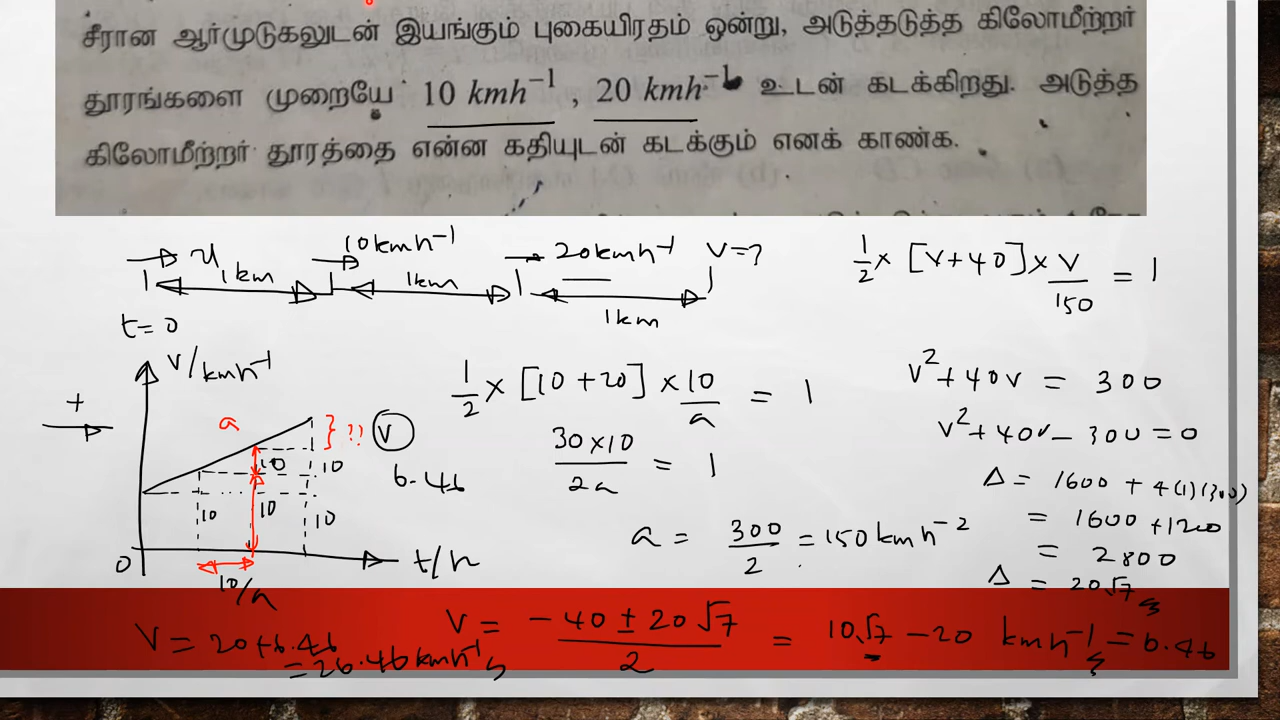 சீரான ஆர்முடுகலுடன் இயங்கும் புகையிரதம் ஒன்று, அடுத்தடுத்த கிலோமீற்றர்
தூரங்களை முறையே 10 kmh⁻¹ , 20 kmh⁻¹ உடன் கடக்கிறது. அடுத்த
கிலோமீற்றர் தூரத்தை என்ன கதியுடன் கடக்கும் எனக் காண்க.
u 10kmh⁻¹ 20kmh⁻¹ V=?
1km 1km 1km
t=0
1/2 × [V+40] × V/150 = 1
V²+40V = 300
V²+40V-300=0
Δ = 1600 + 4(1)(300)
= 1600 +1200
= 2800
Δ = 20√7
V/kmh⁻¹
+
a
} ?? V
10 10
10 10 10
6.46
0
t/h
10/a
1/2 × [10+20] × 10/a = 1
30×10/2a = 1
a = 300/2 = 150kmh⁻²
V = -40 ± 20√7/2 = 10√7 - 20 kmh⁻¹ = 6.46
V = 20+6.46
= 26.46kmh⁻¹